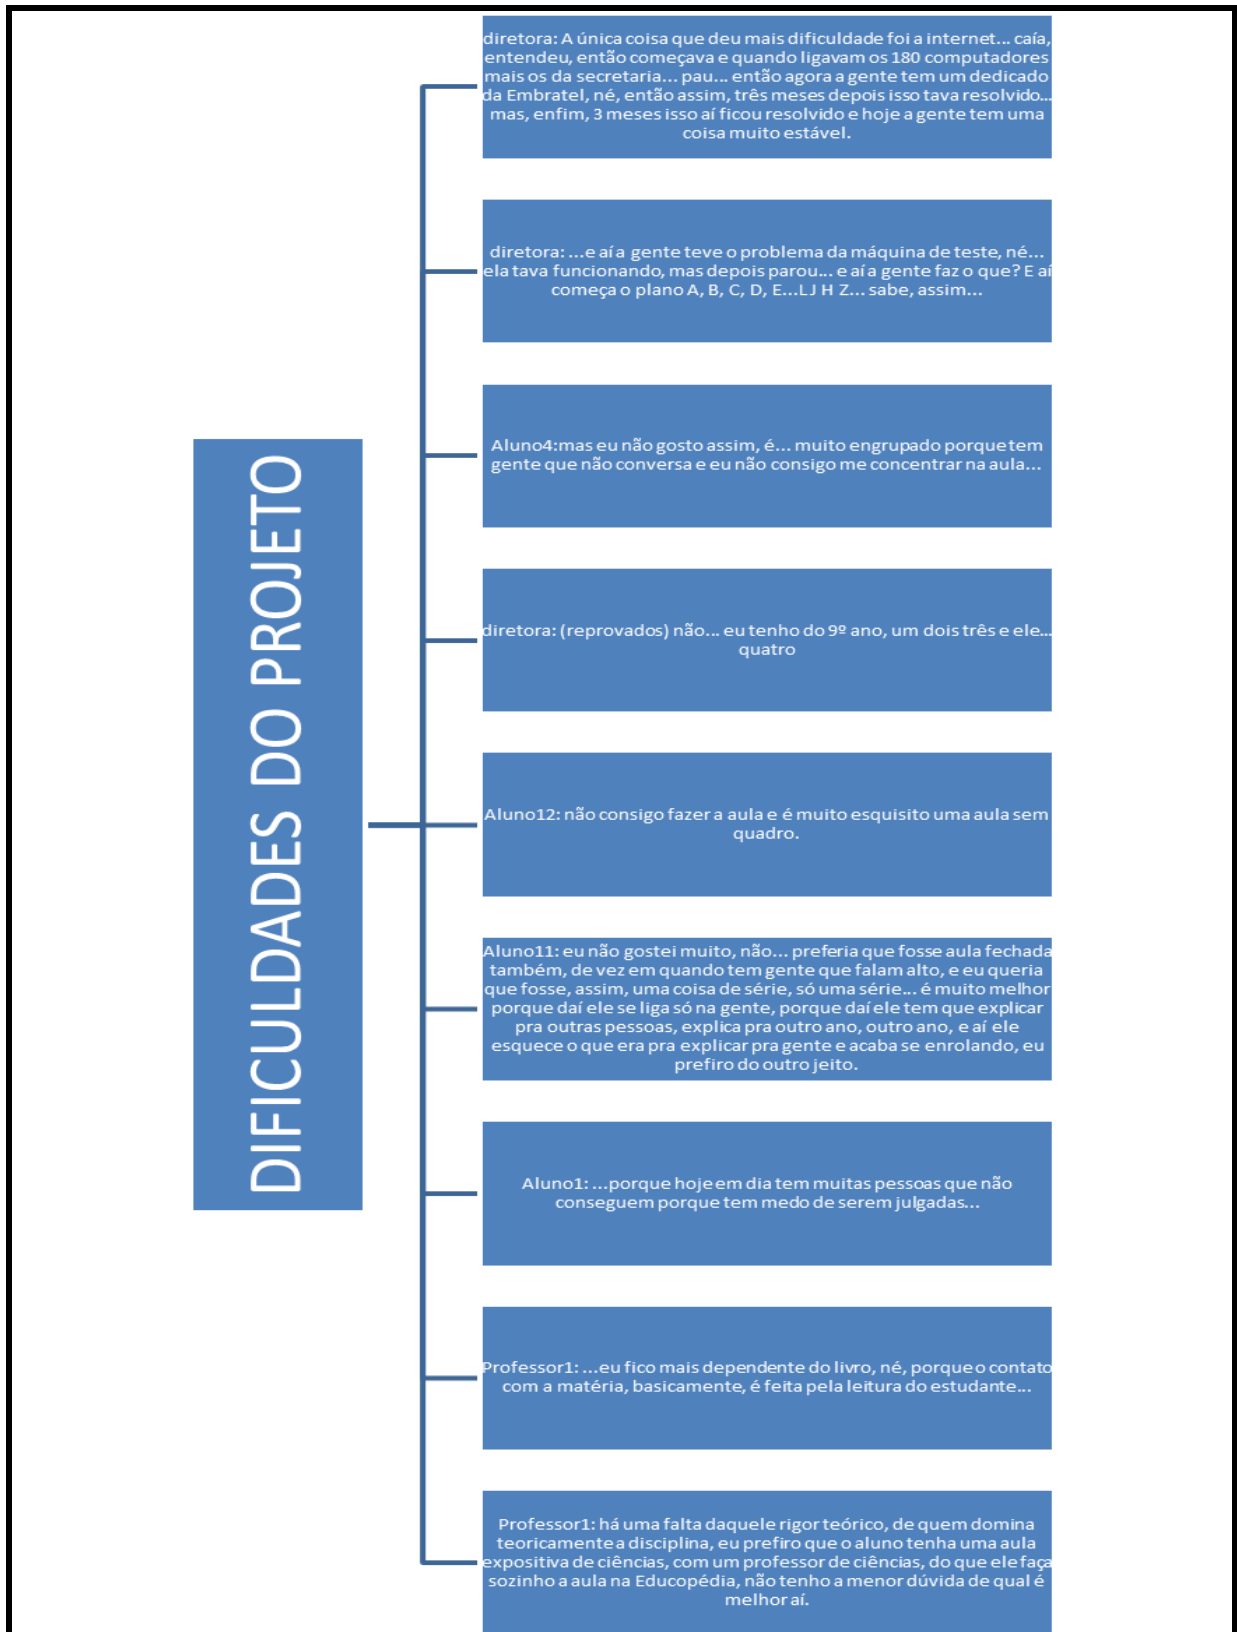 DIFICULDADES DO PROJETO
diretora: A única coisa que deu mais dificuldade foi a internet... caía,
entendeu, então começava e quando ligavam os 180 computadores
mais os da secretaria... pau... então agora a gente tem um dedicado
da Embratel, né, então assim, três meses depois isso tava resolvido...
mas, enfim, 3 meses isso aí ficou resolvido e hoje a gente tem uma
coisa muito estável.
diretora: ...e aí a gente teve o problema da máquina de teste, né...
ela tava funcionando, mas depois parou... e aí a gente faz o que? E aí
começa o plano A, B, C, D, E...LJ H Z... sabe, assim...
Aluno4:mas eu não gosto assim, é... muito engrupado porque tem
gente que não conversa e eu não consigo me concentrar na aula...
diretora: (reprovados) não... eu tenho do 9º ano, um dois três e ele...
quatro
Aluno12: não consigo fazer a aula e é muito esquisito uma aula sem
quadro.
Aluno11: eu não gostei muito, não... preferia que fosse aula fechada
também, de vez em quando tem gente que falam alto, e eu queria
que fosse, assim, uma coisa de série, só uma série... é muito melhor
porque daí ele se liga só na gente, porque daí ele tem que explicar
pra outras pessoas, explica pra outro ano, outro ano, e aí ele
esquece o que era pra explicar pra gente e acaba se enrolando, eu
prefiro do outro jeito.
Aluno1: ...porque hoje em dia tem muitas pessoas que não
conseguem porque tem medo de serem julgadas...
Professor1: ...eu fico mais dependente do livro, né, porque o contato
com a matéria, basicamente, é feita pela leitura do estudante...
Professor1: há uma falta daquele rigor teórico, de quem domina
teoricamente a disciplina, eu prefiro que o aluno tenha uma aula
expositiva de ciências, com um professor de ciências, do que ele faça
sozinho a aula na Educopédia, não tenho a menor dúvida de qual é
melhor aí.